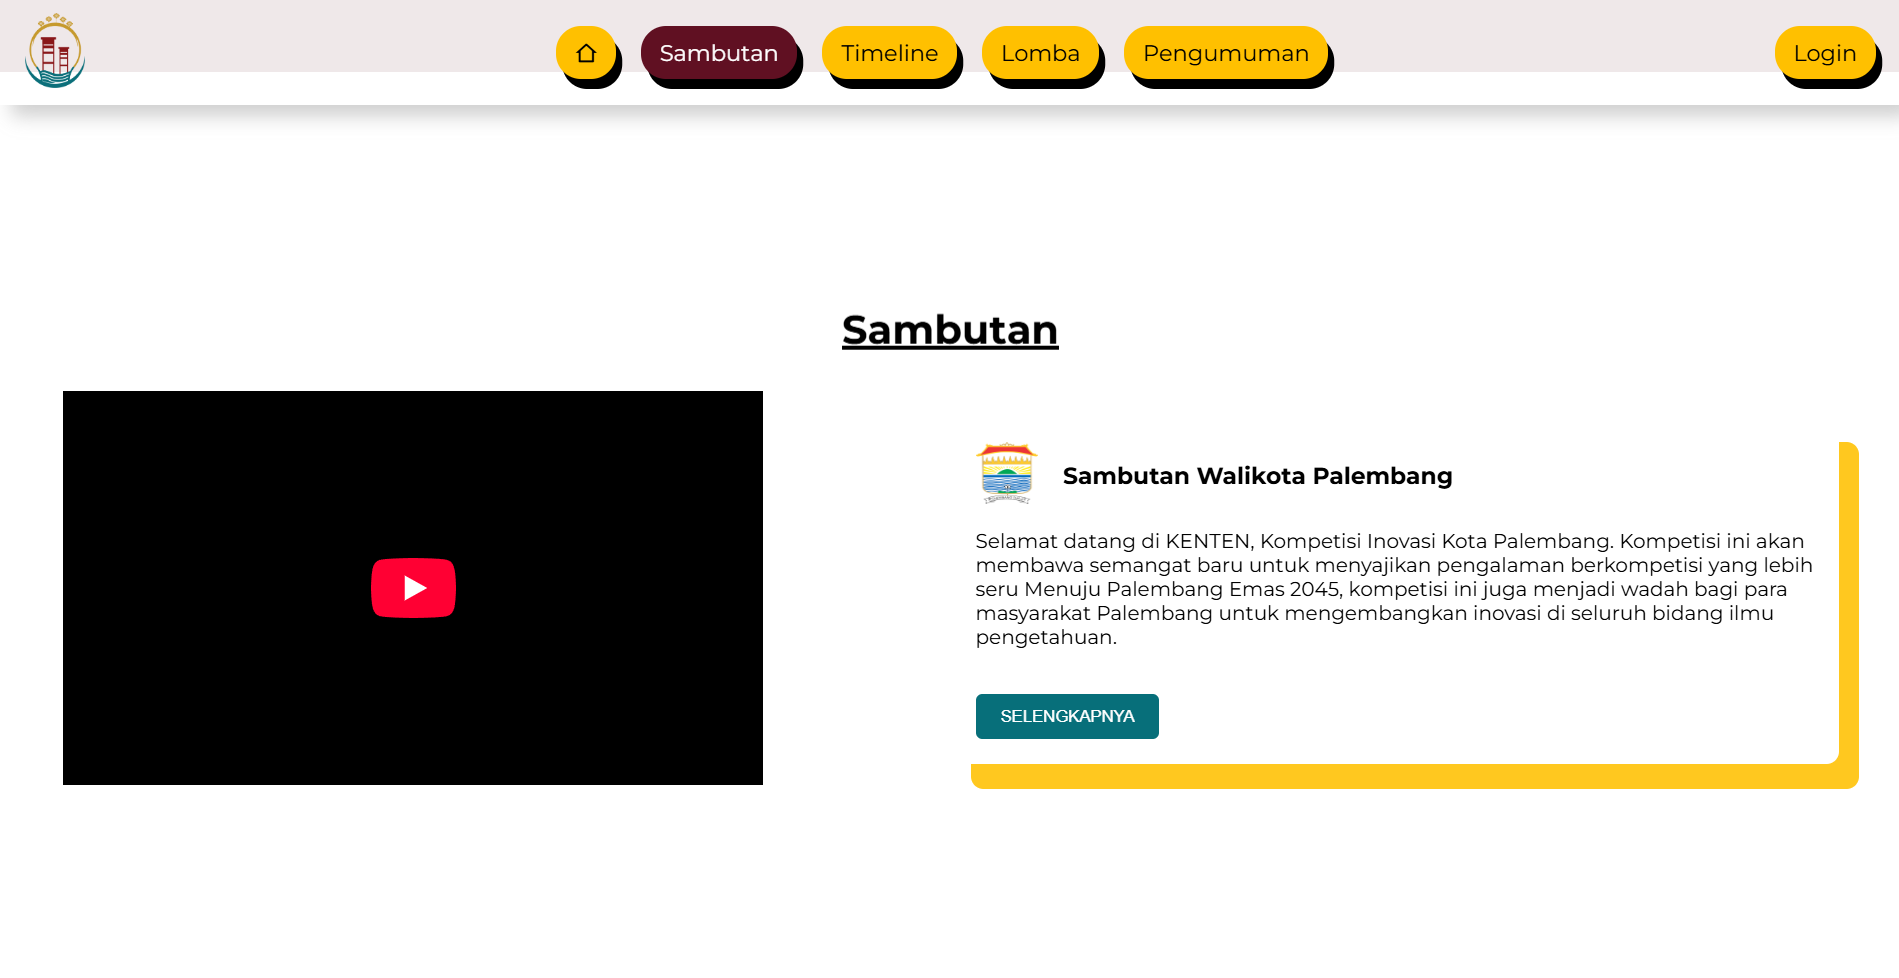 Sambutan
Timeline
Lomba
Pengumuman
Login
Sambutan
Sambutan Walikota Palembang
Selamat datang di KENTEN, Kompetisi Inovasi Kota Palembang. Kompetisi ini akan
membawa semangat baru untuk menyajikan pengalaman berkompetisi yang lebih
seru Menuju Palembang Emas 2045, kompetisi ini juga menjadi wadah bagi para
masyarakat Palembang untuk mengembangkan inovasi di seluruh bidang ilmu
pengetahuan.
SELENGKAPNYA